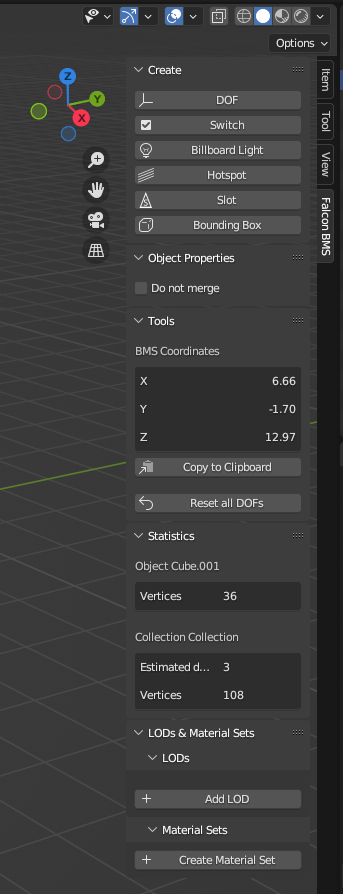 Options
Z
Y
X
Item
Tool
View
Falcon BMS
Create
DOF
Switch
Billboard Light
Hotspot
Slot
Bounding Box
Object Properties
Do not merge
Tools
BMS Coordinates
X 6.66
Y -1.70
Z 12.97
Copy to Clipboard
Reset all DOFs
Statistics
Object Cube.001
Vertices 36
Collection Collection
Estimated d... 3
Vertices 108
LODs & Material Sets
LODs
Add LOD
Material Sets
Create Material Set